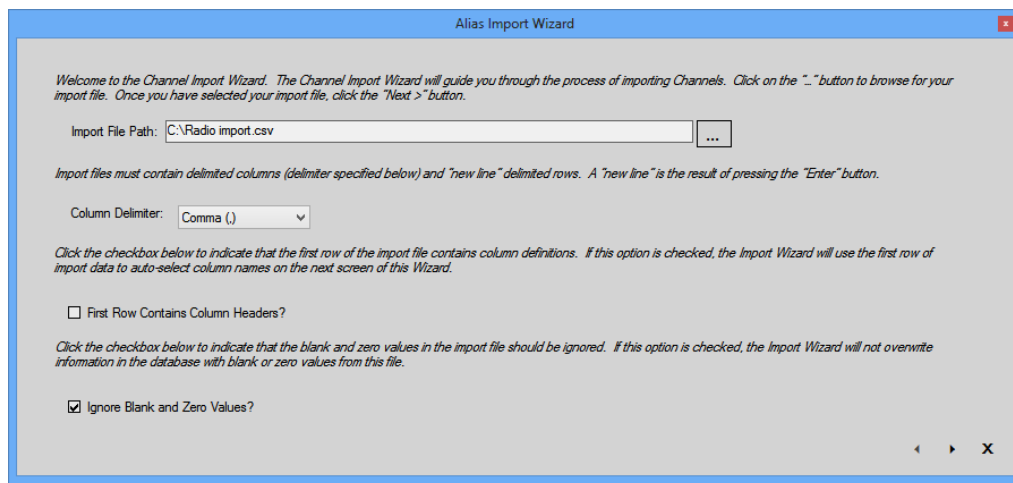 Alias Import Wizard
x
Welcome to the Channel Import Wizard. The Channel Import Wizard will guide you through the process of importing Channels. Click on the "..." button to browse for your
import file. Once you have selected your import file, click the "Next >" button.
Import File Path: C:\Radio import.csv ...
Import files must contain delimited columns (delimiter specified below) and "new line" delimited rows. A "new line" is the result of pressing the "Enter" button.
Column Delimiter: Comma (,)
Click the checkbox below to indicate that the first row of the import file contains column definitions. If this option is checked, the Import Wizard will use the first row of
import data to auto-select column names on the next screen of this Wizard.
First Row Contains Column Headers?
Click the checkbox below to indicate that the blank and zero values in the import file should be ignored. If this option is checked, the Import Wizard will not overwrite
information in the database with blank or zero values from this file.
Ignore Blank and Zero Values?
X